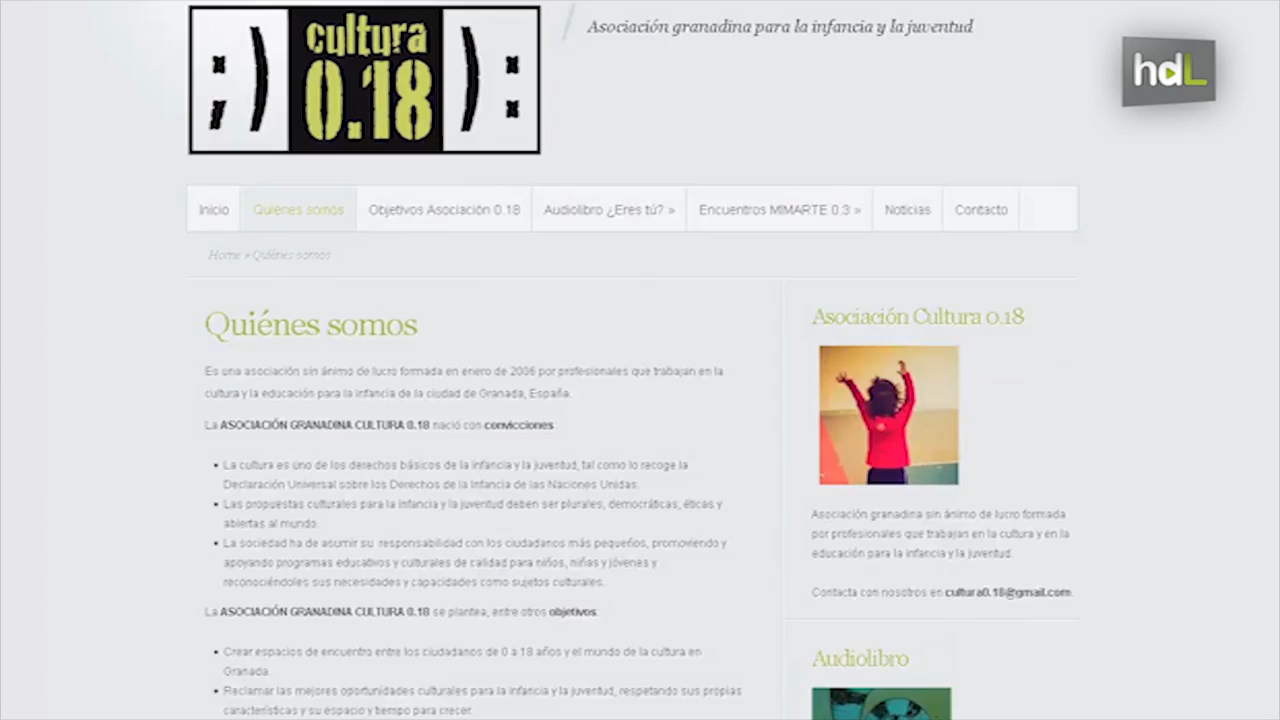 ;) cultura 0.18 ):
Asociación granadina para la infancia y la juventud
hdL
Inicio Quiénes somos Objetivos Asociación 0.18 Audiolibro ¿Eres tú? » Encuentros MIMARTE 0.3 » Noticias Contacto
Home » Quiénes somos
Quiénes somos
Es una asociación sin ánimo de lucro formada en enero de 2006 por profesionales que trabajan en la
cultura y la educación para la infancia de la ciudad de Granada, España.
La ASOCIACIÓN GRANADINA CULTURA 0.18 nació con convicciones:
• La cultura es uno de los derechos básicos de la infancia y la juventud, tal como lo recoge la
Declaración Universal sobre los Derechos de la Infancia de las Naciones Unidas.
• Las propuestas culturales para la infancia y la juventud deben ser plurales, democráticas, éticas y
abiertas al mundo.
• La sociedad ha de asumir su responsabilidad con los ciudadanos más pequeños, promoviendo y
apoyando programas educativos y culturales de calidad para niños, niñas y jóvenes y
reconociéndoles sus necesidades y capacidades como sujetos culturales.
La ASOCIACIÓN GRANADINA CULTURA 0.18 se plantea, entre otros objetivos:
• Crear espacios de encuentro entre los ciudadanos de 0 a 18 años y el mundo de la cultura en
Granada.
• Reclamar las mejores oportunidades culturales para la infancia y la juventud, respetando sus propias
características y su espacio y tiempo para crecer.
Asociación Cultura 0.18
Asociación granadina sin ánimo de lucro formada
por profesionales que trabajan en la cultura y en la
educación para la infancia y la juventud.
Contacta con nosotros en cultura0.18@gmail.com.
Audiolibro